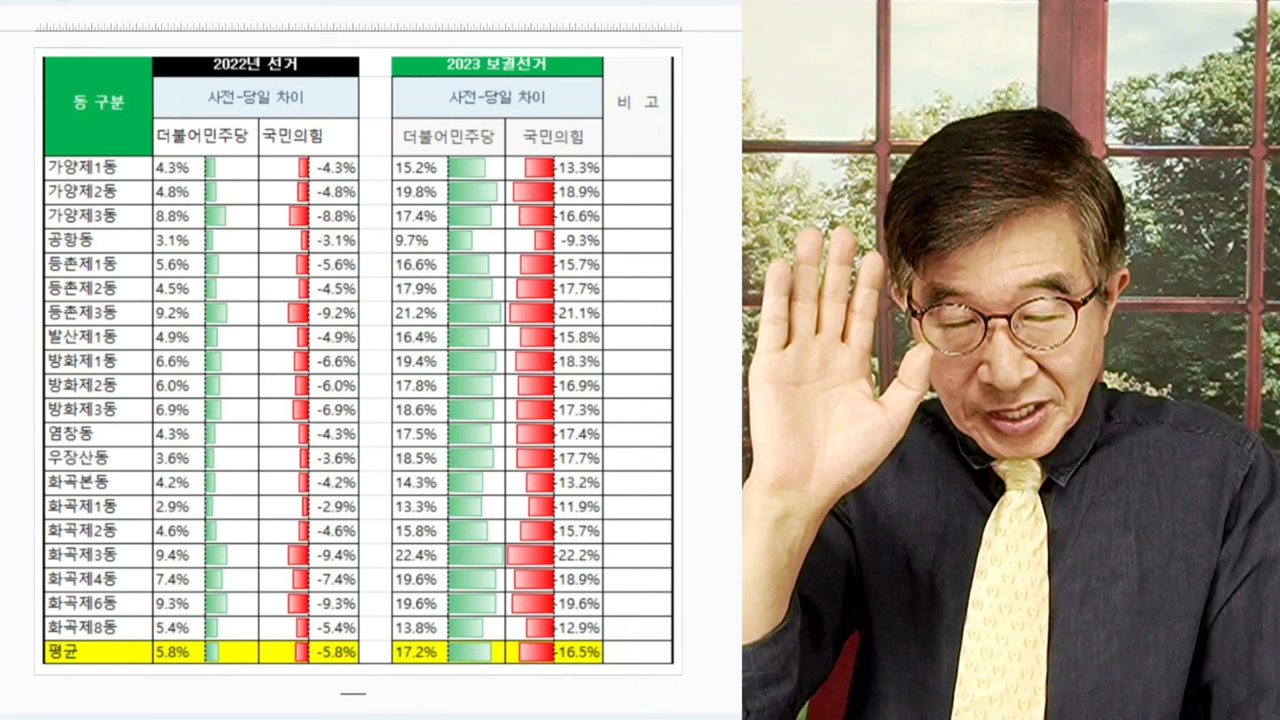 2022년 선거 2023 보궐선거
동 구분 사전-당일 차이 사전-당일 차이 비 고
더불어민주당 국민의힘 더불어민주당 국민의힘
가양제1동 4.3% -4.3% 15.2% -13.3%
가양제2동 4.8% -4.8% 19.8% -18.9%
가양제3동 8.8% -8.8% 17.4% -16.6%
공항동 3.1% -3.1% 9.7% -9.3%
등촌제1동 5.6% -5.6% 16.6% -15.7%
등촌제2동 4.5% -4.5% 17.9% -17.7%
등촌제3동 9.2% -9.2% 21.2% -21.1%
발산제1동 4.9% -4.9% 16.4% -15.8%
방화제1동 6.6% -6.6% 19.4% -18.3%
방화제2동 6.0% -6.0% 17.8% -16.9%
방화제3동 6.9% -6.9% 18.6% -17.3%
염창동 4.3% -4.3% 17.5% -17.4%
우장산동 3.6% -3.6% 18.5% -17.7%
화곡본동 4.2% -4.2% 14.3% -13.2%
화곡제1동 2.9% -2.9% 13.3% -11.9%
화곡제2동 4.6% -4.6% 15.8% -15.7%
화곡제3동 9.4% -9.4% 22.4% -22.2%
화곡제4동 7.4% -7.4% 19.6% -18.9%
화곡제6동 9.3% -9.3% 19.6% -19.6%
화곡제8동 5.4% -5.4% 13.8% -12.9%
평균 5.8% -5.8% 17.2% -16.5%